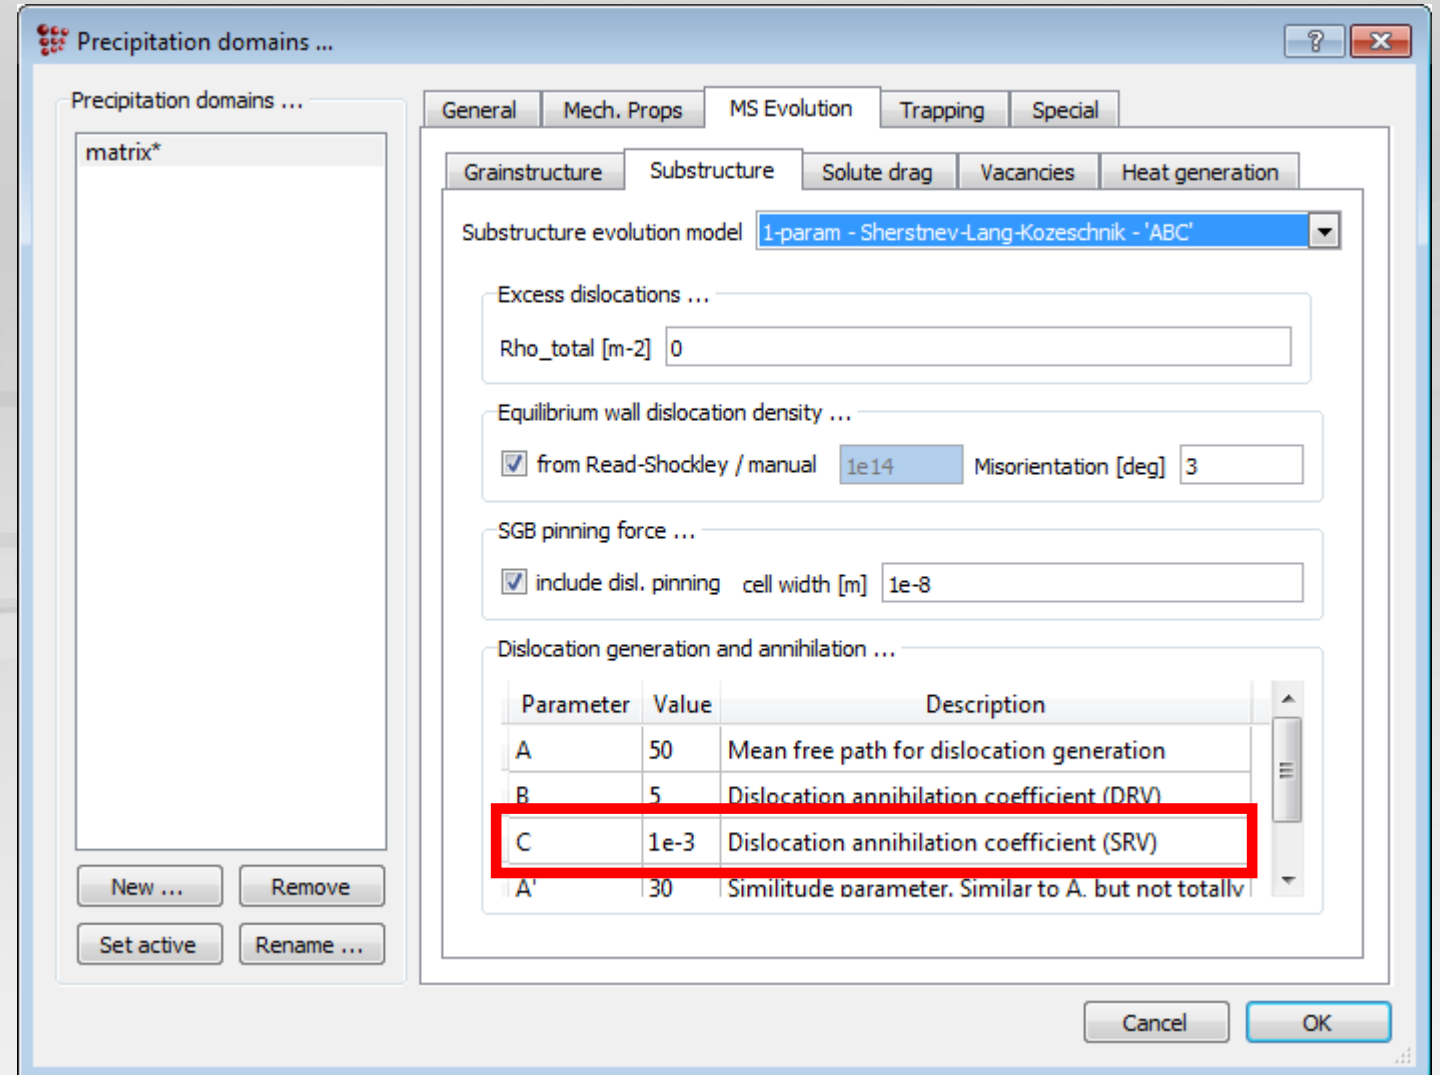 Precipitation domains ...
Precipitation domains ...
matrix*
New ...
Remove
Set active
Rename ...
General
Mech. Props
MS Evolution
Trapping
Special
Grainstructure
Substructure
Solute drag
Vacancies
Heat generation
Substructure evolution model
1-param - Sherstnev-Lang-Kozeschnik - 'ABC'
Excess dislocations ...
Rho_total [m-2] 0
Equilibrium wall dislocation density ...
from Read-Shockley / manual 1e14 Misorientation [deg] 3
SGB pinning force ...
include disl. pinning cell width [m] 1e-8
Dislocation generation and annihilation ...
Parameter Value Description
A 50 Mean free path for dislocation generation
B 5 Dislocation annihilation coefficient (DRV)
C 1e-3 Dislocation annihilation coefficient (SRV)
A' 30 Similitude parameter. Similar to A, but not totally
Cancel
OK